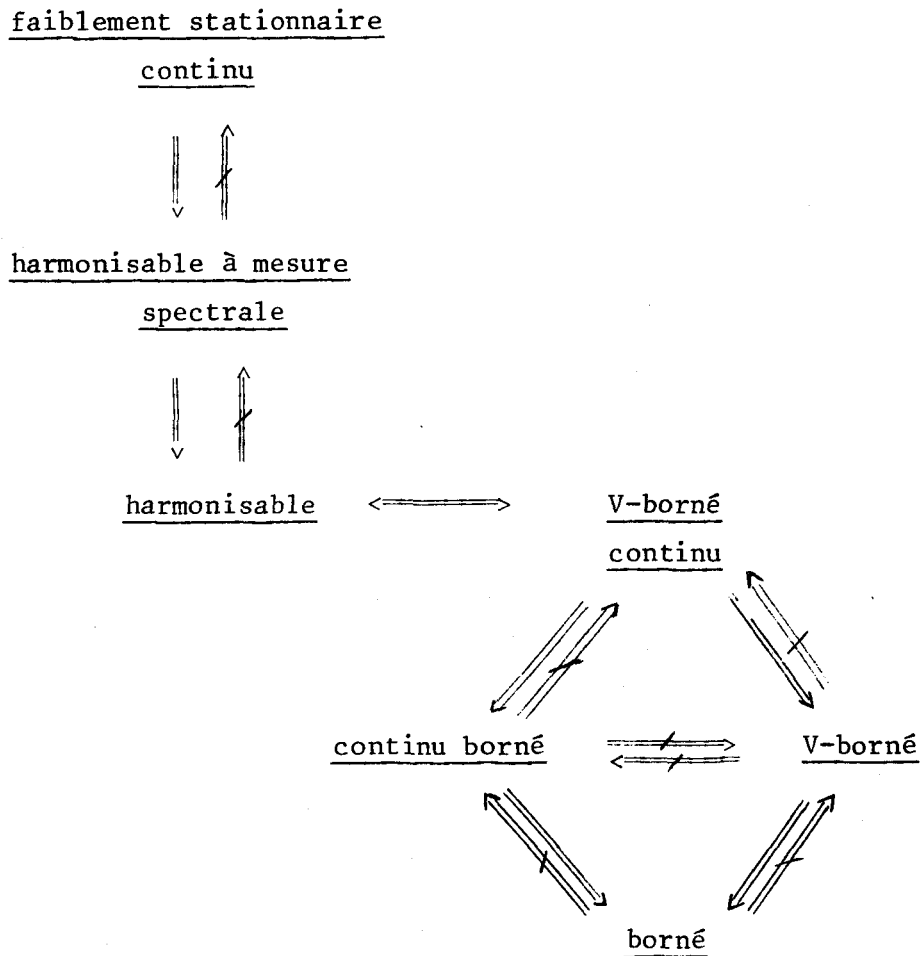 faiblement stationnaire
continu
harmonisable à mesure
spectrale
harmonisable
V-borné
continu
continu borné
V-borné
borné